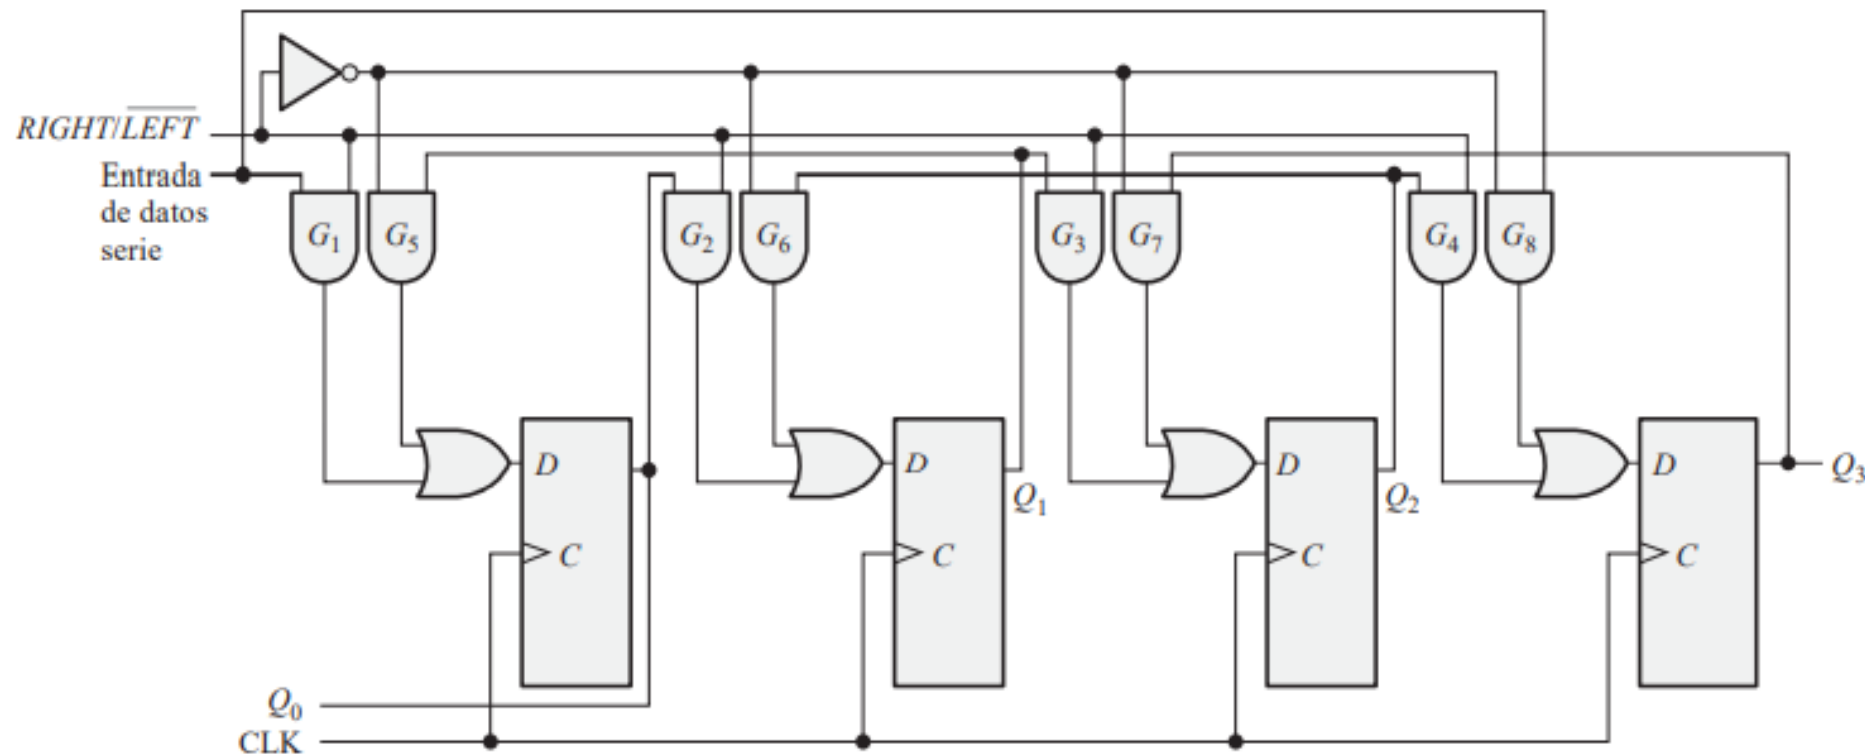 RIGHT/LEFT
Entrada
de datos
serie
G1 G5 G2 G6 G3 G7 G4 G8
D D D D Q3
Q1 Q2
C C C C
Q0
CLK